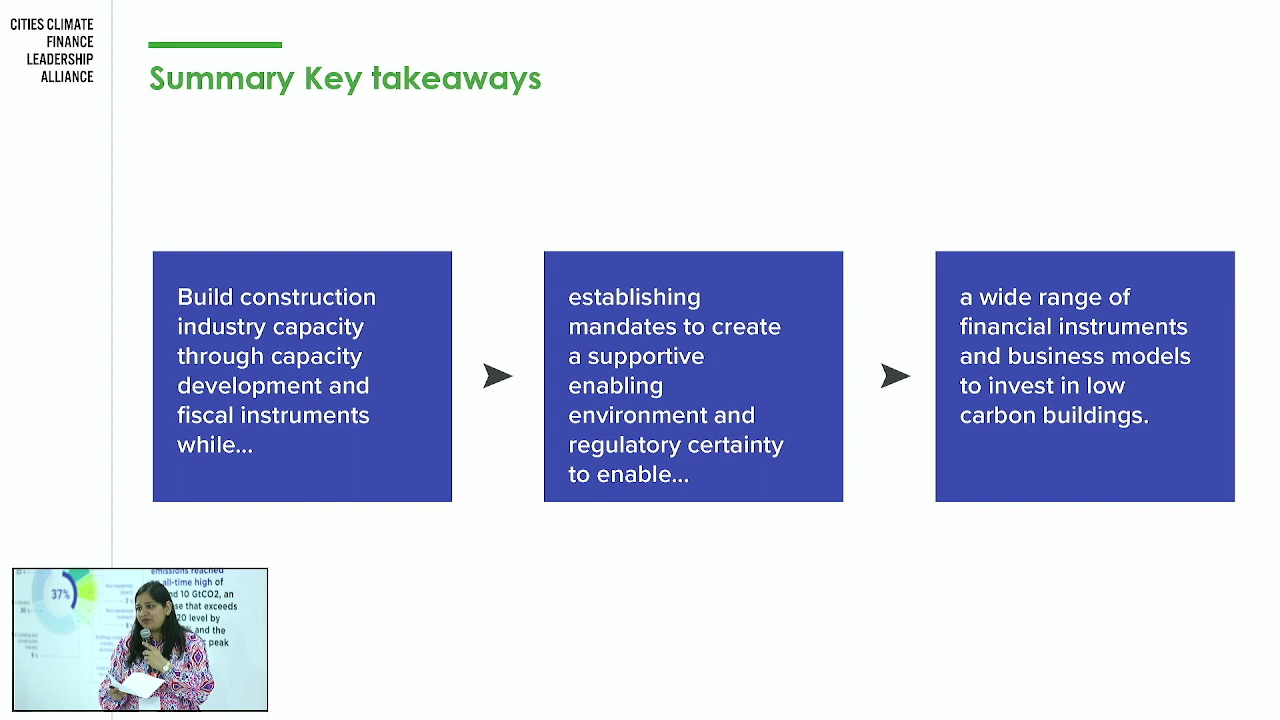 CITIES CLIMATE
FINANCE
LEADERSHIP
ALLIANCE
Summary Key takeaways
Build construction
industry capacity
through capacity
development and
fiscal instruments
while...
establishing
mandates to create
a supportive
enabling
environment and
regulatory certainty
to enable...
a wide range of
financial instruments
and business models
to invest in low
carbon buildings.
37%
emissions reached
all-time high of
10 GtCO2, an
that exceeds
20 level by
and the
peak